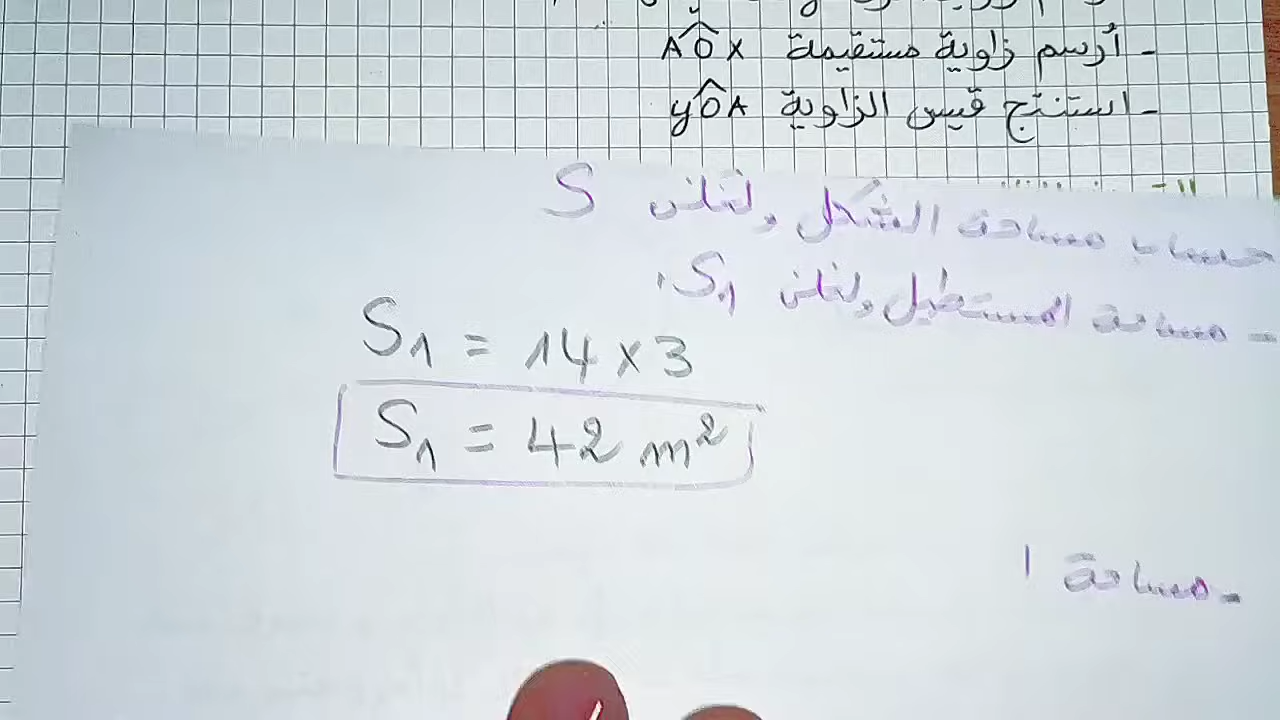 - أرسم زاوية مستقيمة AÔX
- استنتج قيس الزاوية yÔA
حساب مساحة الشكل ولتكن S
- مساحة المستطيل ولتكن S1.
S1 = 14 × 3
S1 = 42 m²
- مساحة ا